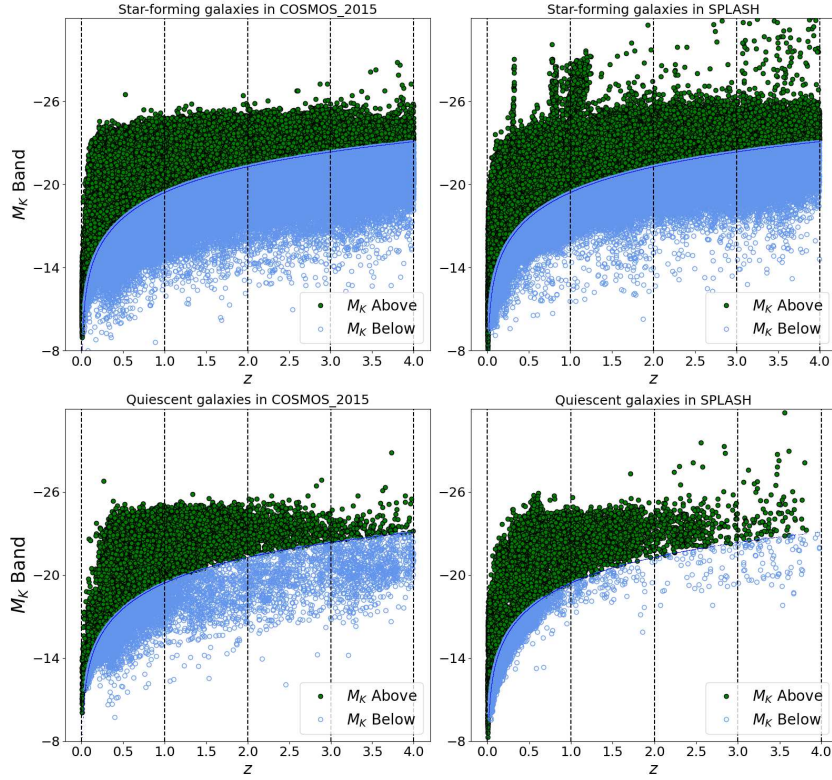 Star-forming galaxies in COSMOS_2015
Star-forming galaxies in SPLASH
M_K Band
−26
−20
−14
−8
M_K Above
M_K Below
0.0 0.5 1.0 1.5 2.0 2.5 3.0 3.5 4.0
z
−26
−20
−14
−8
M_K Above
M_K Below
0.0 0.5 1.0 1.5 2.0 2.5 3.0 3.5 4.0
z
Quiescent galaxies in COSMOS_2015
Quiescent galaxies in SPLASH
M_K Band
−26
−20
−14
−8
M_K Above
M_K Below
0.0 0.5 1.0 1.5 2.0 2.5 3.0 3.5 4.0
z
−26
−20
−14
−8
M_K Above
M_K Below
0.0 0.5 1.0 1.5 2.0 2.5 3.0 3.5 4.0
z